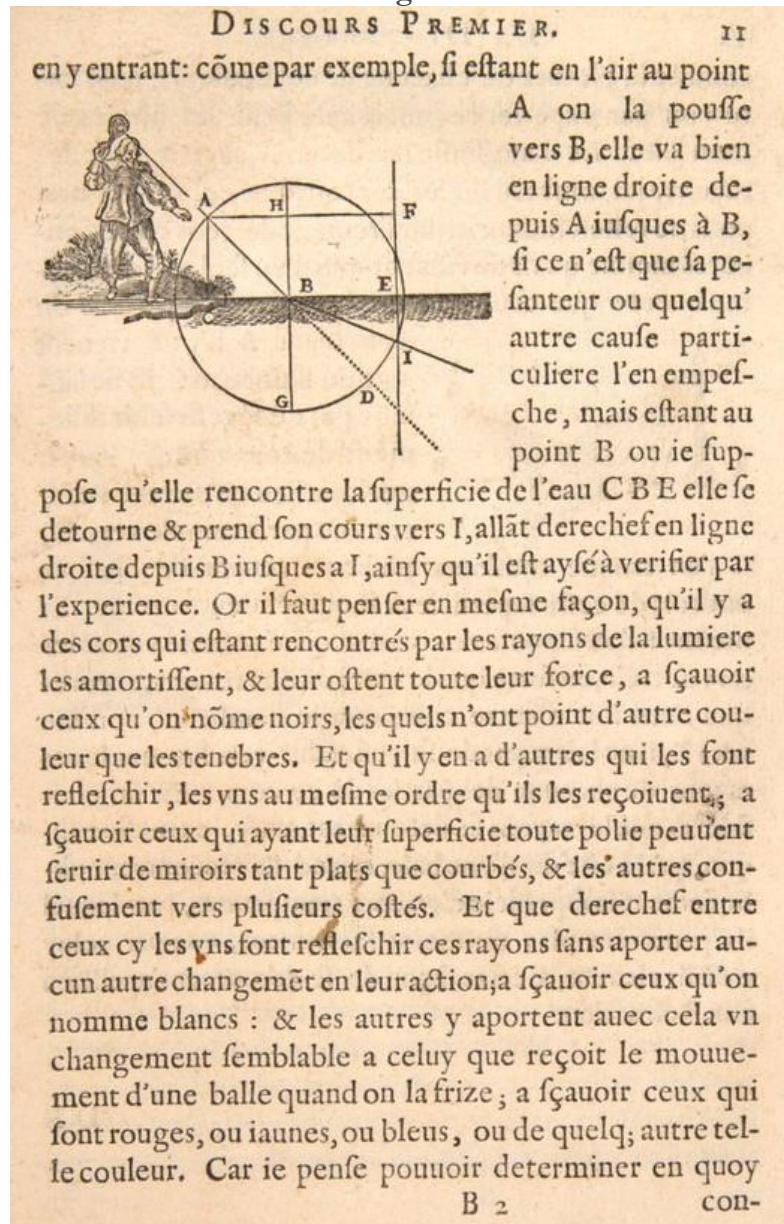 DISCOURS PREMIER. 11
en y entrant: cõme par exemple, ſi eſtant en l'air au point
A on la pouſſe
vers B, elle va bien
en ligne droite de-
puis A iuſques à B,
ſi ce n'eſt que ſa pe-
ſanteur ou quelqu'
autre cauſe parti-
culiere l'en empeſ-
che, mais eſtant au
point B ou ie ſup-
A
H
F
B
E
C
I
G
D
poſe qu'elle rencontre la ſuperficie de l'eau C B E elle ſe
detourne & prend ſon cours vers I, allãt derechef en ligne
droite depuis B iuſques a I, ainſy qu'il eſt ayſé à verifier par
l'experience. Or il faut penſer en meſme façon, qu'il y a
des cors qui eſtant rencontrés par les rayons de la lumiere
les amortiſſent, & leur oſtent toute leur force, a ſçauoir
ceux qu'on nõme noirs, les quels n'ont point d'autre cou-
leur que les tenebres. Et qu'il y en a d'autres qui les font
refleſchir, les vns au meſme ordre qu'ils les reçoiuent; a
ſçauoir ceux qui ayant leur ſuperficie toute polie peuuent
ſeruir de miroirs tant plats que courbés, & les autres con-
fuſement vers pluſieurs coſtés. Et que derechef entre
ceux cy les vns font refleſchir ces rayons ſans aporter au-
cun autre changemẽt en leur action; a ſçauoir ceux qu'on
nomme blancs : & les autres y aportent auec cela vn
changement ſemblable a celuy que reçoit le mouue-
ment d'une balle quand on la frize; a ſçauoir ceux qui
ſont rouges, ou iaunes, ou bleus, ou de quelq; autre tel-
le couleur. Car ie penſe pouuoir determiner en quoy
B 2 con-